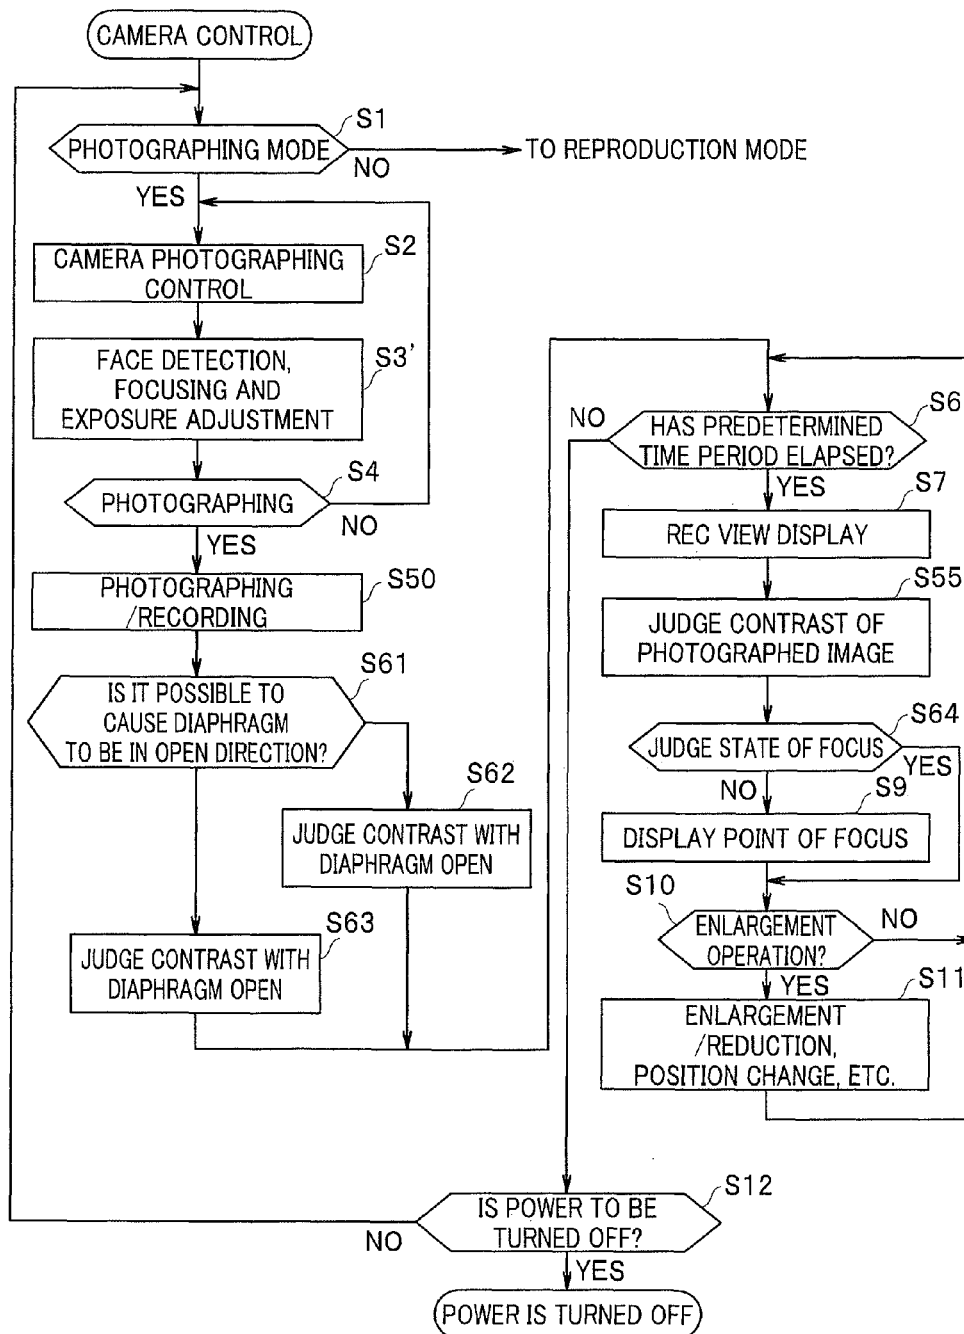 CAMERA CONTROL
S1
PHOTOGRAPHING MODE
NO
TO REPRODUCTION MODE
YES
S2
CAMERA PHOTOGRAPHING
CONTROL
S3'
FACE DETECTION,
FOCUSING AND
EXPOSURE ADJUSTMENT
S4
PHOTOGRAPHING
NO
YES
S50
PHOTOGRAPHING
/RECORDING
S61
IS IT POSSIBLE TO
CAUSE DIAPHRAGM
TO BE IN OPEN DIRECTION?
S62
JUDGE CONTRAST WITH
DIAPHRAGM OPEN
S63
JUDGE CONTRAST WITH
DIAPHRAGM OPEN
S6
NO
HAS PREDETERMINED
TIME PERIOD ELAPSED?
YES
S7
REC VIEW DISPLAY
S55
JUDGE CONTRAST OF
PHOTOGRAPHED IMAGE
S64
JUDGE STATE OF FOCUS
YES
NO
S9
DISPLAY POINT OF FOCUS
S10
ENLARGEMENT
OPERATION?
NO
YES
S11
ENLARGEMENT
/REDUCTION,
POSITION CHANGE, ETC.
S12
IS POWER TO BE
TURNED OFF?
NO
YES
POWER IS TURNED OFF